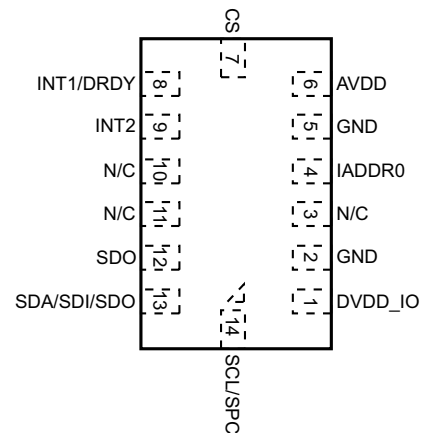 CS
7
INT1/DRDY 8
6 AVDD
INT2 9
5 GND
N/C 10
4 IADDR0
N/C 11
3 N/C
SDO 12
2 GND
SDA/SDI/SDO 13
1 DVDD_IO
14
SCL/SPC